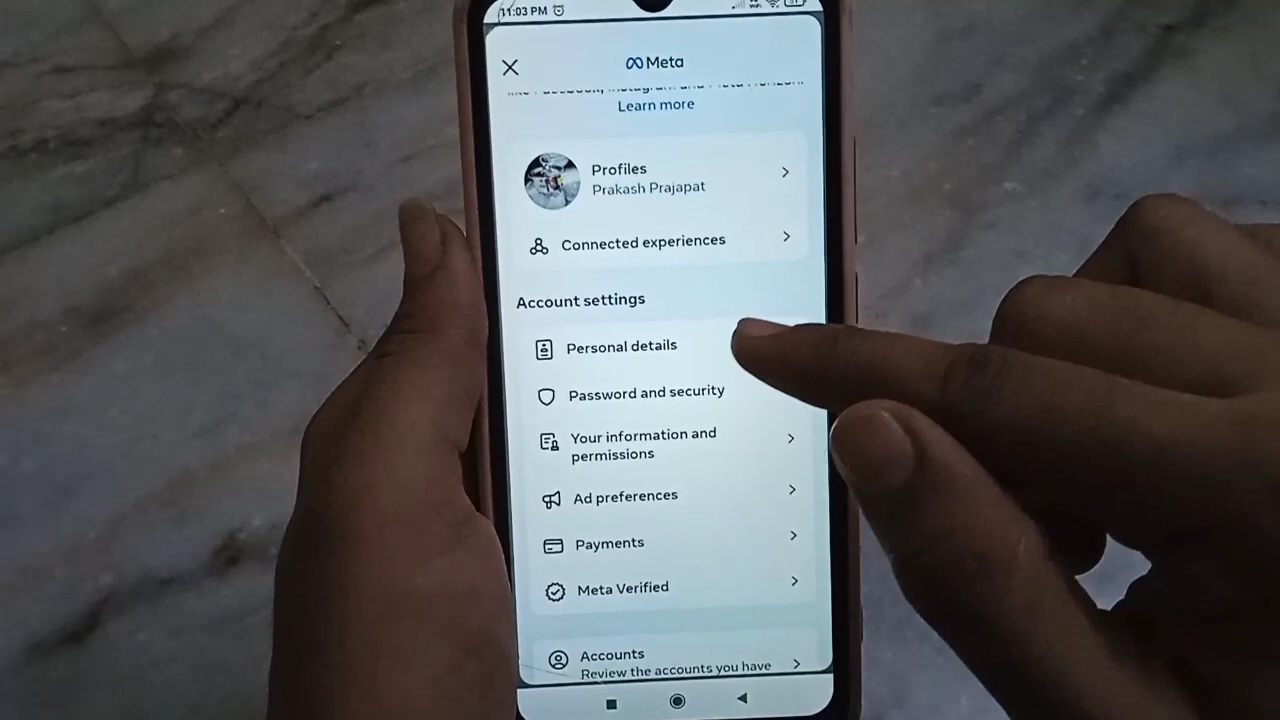 11:03 PM
Meta
Learn more
Profiles
Prakash Prajapat
Connected experiences
Account settings
Personal details
Password and security
Your information and
permissions
Ad preferences
Payments
Meta Verified
Accounts
Review the accounts you have